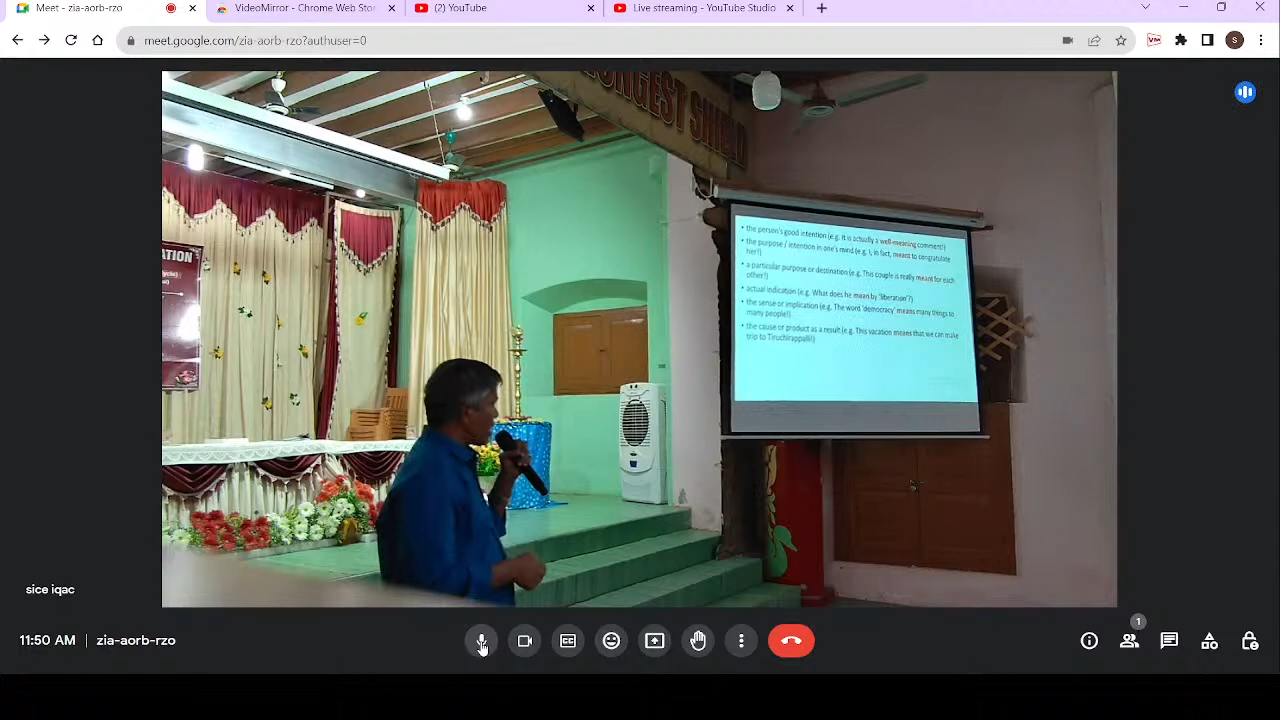 Meet - zia-aorb-rzo
VideoMirror - Chrome Web Stor
(2) YouTube
Live streaming - YouTube Studio
meet.google.com/zia-aorb-rzo?authuser=0
VM
S
ONGEST SHI
ATION
• the person's good intention (e.g. It is actually a well-meaning comment!)
• the purpose / intention in one's mind (e.g. I, in fact, meant to congratulate
her!)
• a particular purpose or destination (e.g. This couple is really meant for each
other!)
• actual indication (e.g. What does he mean by 'liberation'?)
• the sense or implication (e.g. The word 'democracy' means many things to
many people!)
• the cause or product as a result (e.g. This vacation means that we can make
trip to Tiruchirappalli!)
sice iqac
11:50 AM | zia-aorb-rzo
CC
1